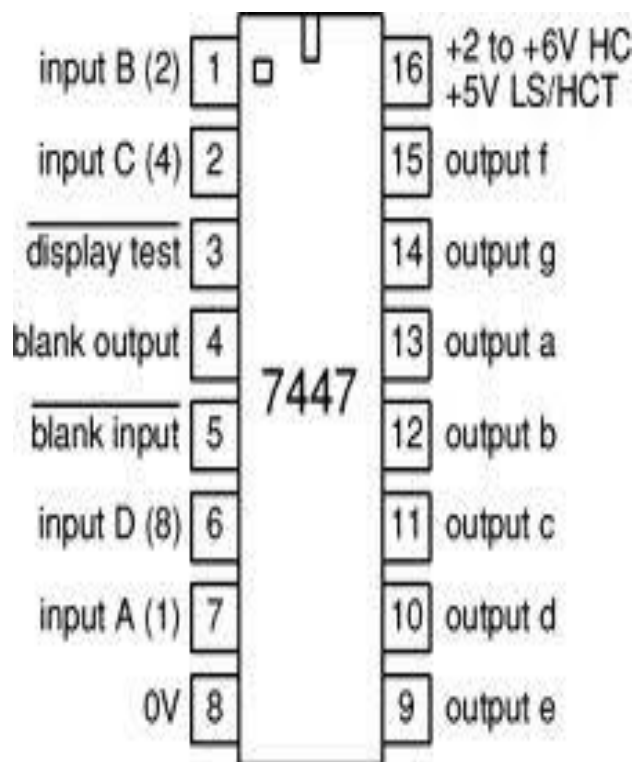 input B (2) 1
input C (4) 2
display test 3
blank output 4
blank input 5
input D (8) 6
input A (1) 7
0V 8
7447
16 +2 to +6V HC
+5V LS/HCT
15 output f
14 output g
13 output a
12 output b
11 output c
10 output d
9 output e